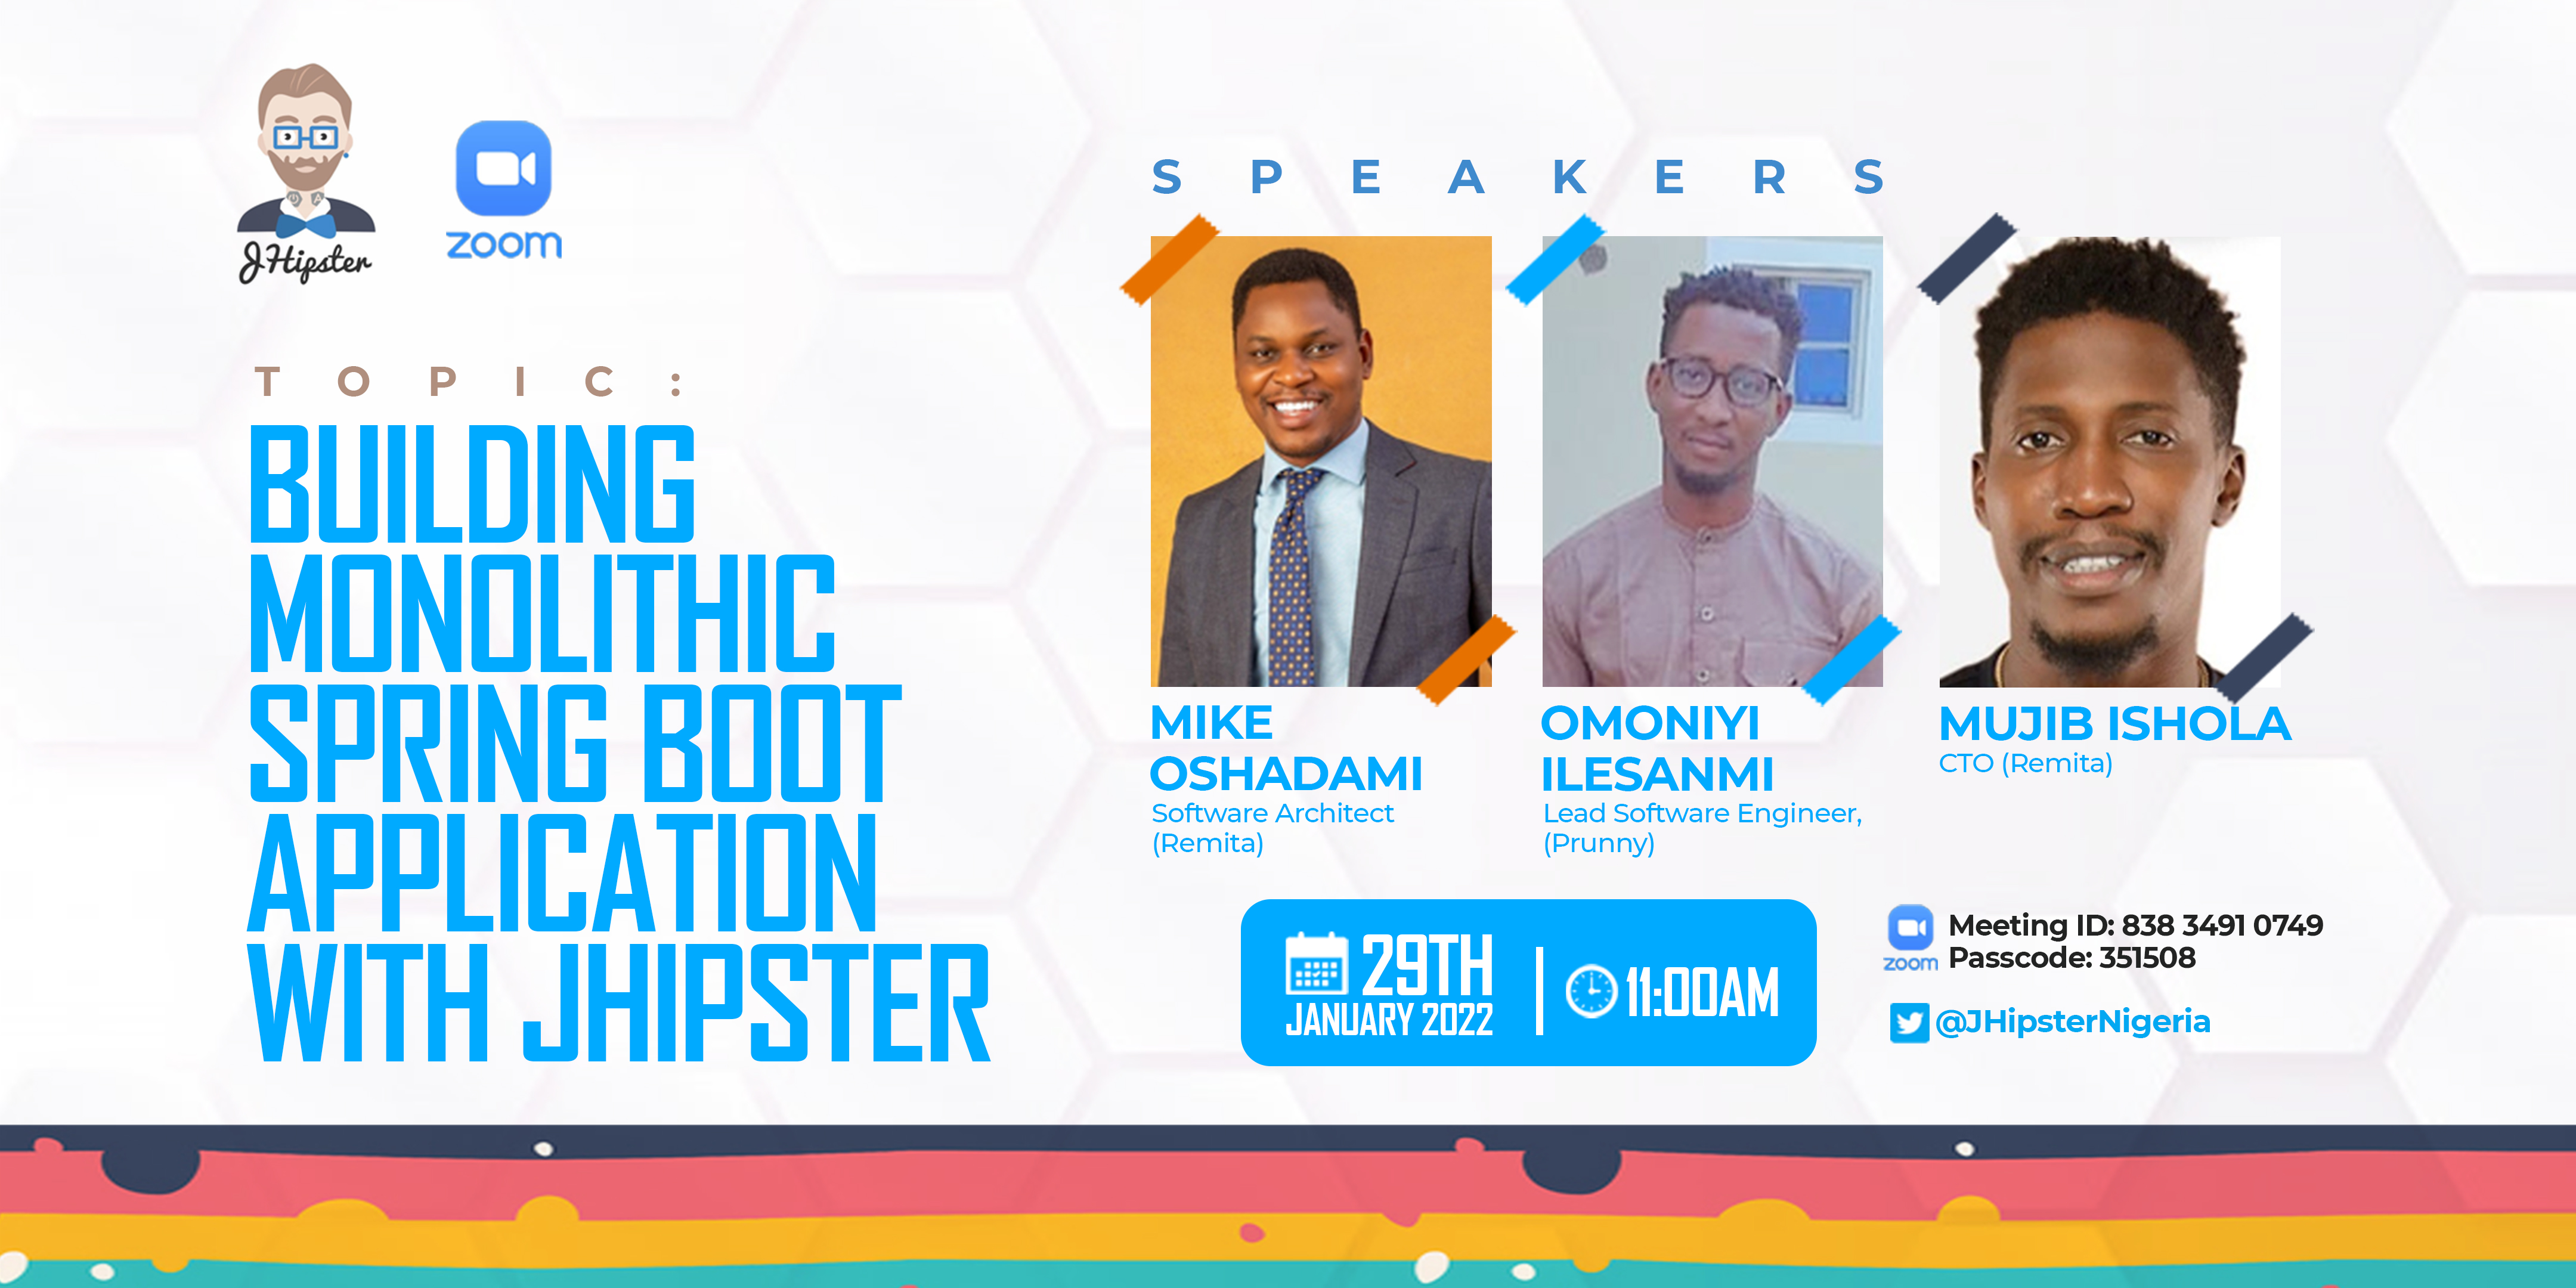 JHipster
zoom
TOPIC:
BUILDING
MONOLITHIC
SPRING BOOT
APPLICATION
WITH JHIPSTER
SPEAKERS
MIKE
OSHADAMI
Software Architect
(Remita)
OMONIYI
ILESANMI
Lead Software Engineer,
(Prunny)
MUJIB ISHOLA
CTO (Remita)
29TH
JANUARY 2022
11:00AM
zoom
Meeting ID: 838 3491 0749
Passcode: 351508
@JHipsterNigeria